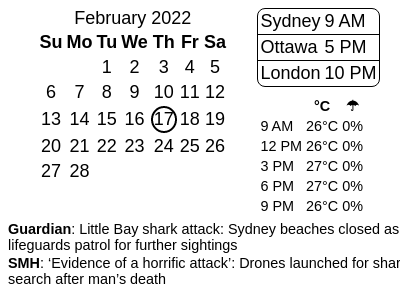 February 2022
Su Mo Tu We Th Fr Sa
1 2 3 4 5
6 7 8 9 10 11 12
13 14 15 16 17 18 19
20 21 22 23 24 25 26
27 28
Sydney 9 AM
Ottawa 5 PM
London 10 PM
°C ☂
9 AM 26°C 0%
12 PM 26°C 0%
3 PM 27°C 0%
6 PM 27°C 0%
9 PM 26°C 0%
Guardian: Little Bay shark attack: Sydney beaches closed as
lifeguards patrol for further sightings
SMH: ‘Evidence of a horrific attack’: Drones launched for shar
search after man’s death